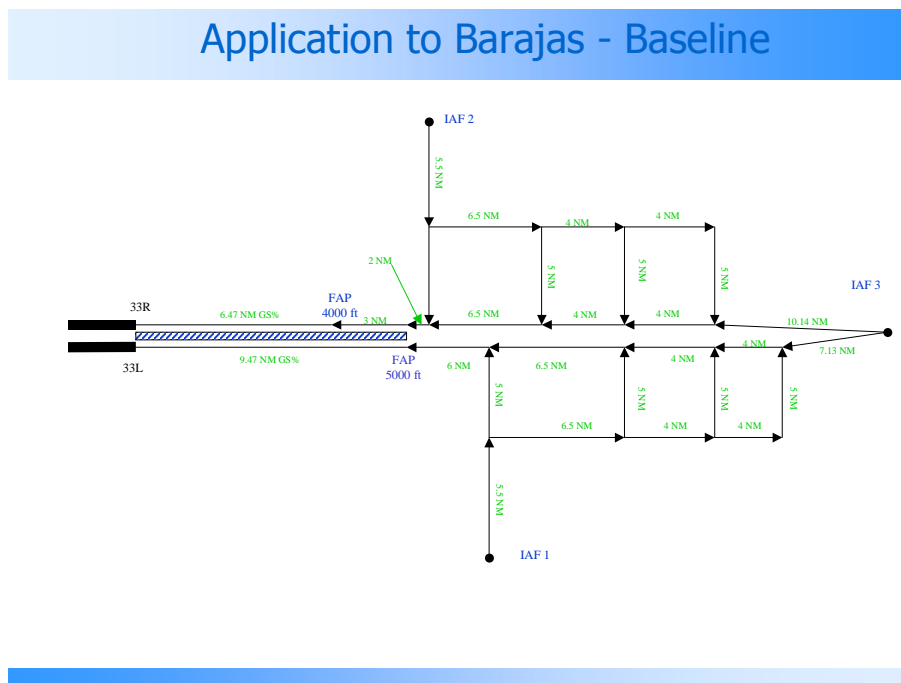 Application to Barajas - Baseline
IAF 2
5.5 NM
6.5 NM
4 NM
4 NM
2 NM
5 NM
5 NM
5 NM
IAF 3
33R
FAP
4000 ft
6.47 NM GS%
3 NM
6.5 NM
4 NM
4 NM
10.14 NM
4 NM
7.13 NM
9.47 NM GS%
33L
FAP
5000 ft
6 NM
6.5 NM
4 NM
5 NM
5 NM
5 NM
5 NM
6.5 NM
4 NM
4 NM
5.5 NM
IAF 1